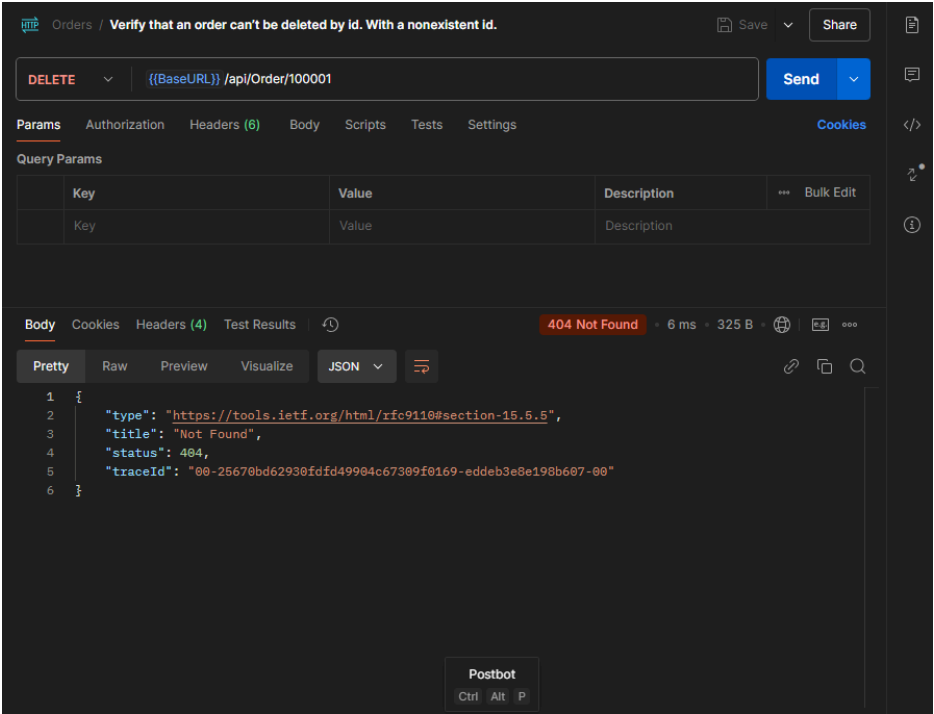 HTTP Orders / Verify that an order can't be deleted by id. With a nonexistent id. Save Share
DELETE {{BaseURL}} /api/Order/100001 Send
Params Authorization Headers (6) Body Scripts Tests Settings Cookies
Query Params
Key Value Description Bulk Edit
Key Value Description
Body Cookies Headers (4) Test Results 404 Not Found 6 ms 325 B e.g.
Pretty Raw Preview Visualize JSON
1 {
2 "type": "https://tools.ietf.org/html/rfc9110#section-15.5.5",
3 "title": "Not Found",
4 "status": 404,
5 "traceId": "00-25670bd62930fdfd49904c67309f0169-eddeb3e8e198b607-00"
6 }
Postbot
Ctrl Alt P